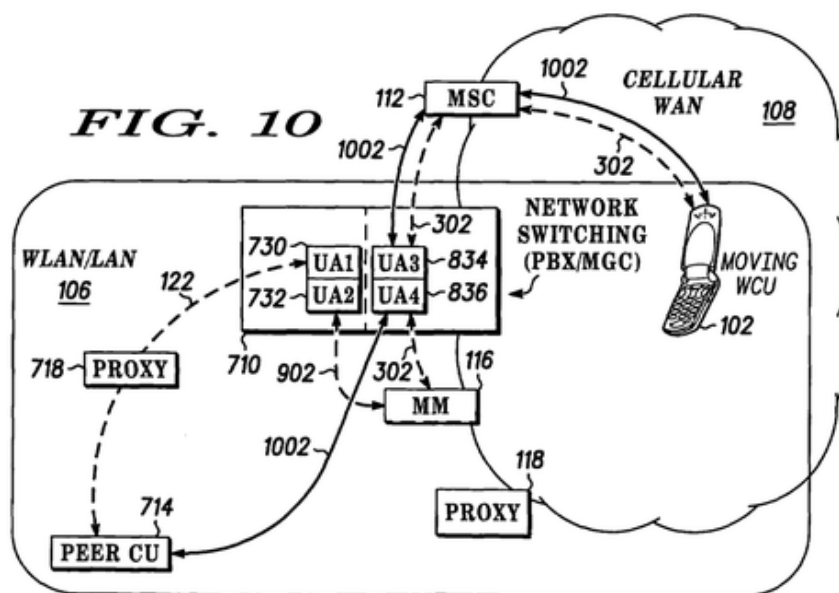 FIG. 10
112
MSC
1002
CELLULAR
WAN
108
1002
302
302
WLAN/LAN
106
122
730
UA1
732
UA2
UA3
834
UA4
836
NETWORK
SWITCHING
(PBX/MGC)
MOVING
WCU
102
718
PROXY
710
902
302
116
MM
1002
118
PROXY
714
PEER CU